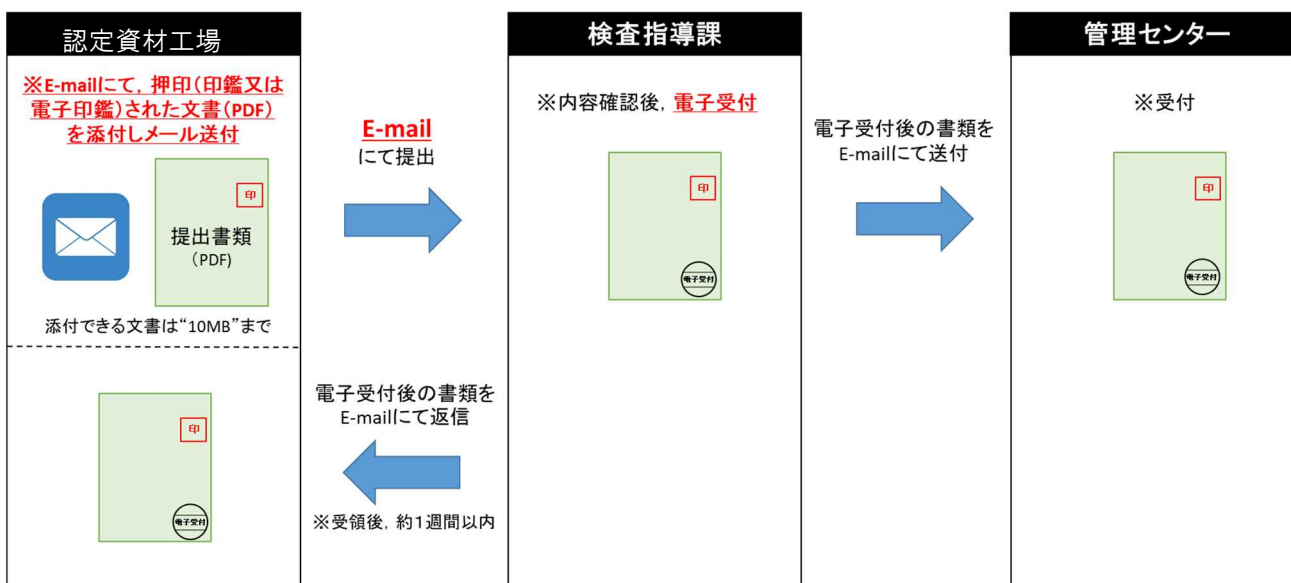 認定資材工場
※E-mailにて，押印（印鑑又は
電子印鑑）された文書（PDF）
を添付しメール送付
印
提出書類
（PDF）
添付できる文書は“10MB”まで
印
電子受付
E-mail
にて提出
電子受付後の書類を
E-mailにて返信
※受領後，約１週間以内
検査指導課
※内容確認後，電子受付
印
電子受付
電子受付後の書類を
E-mailにて送付
管理センター
※受付
印
電子受付